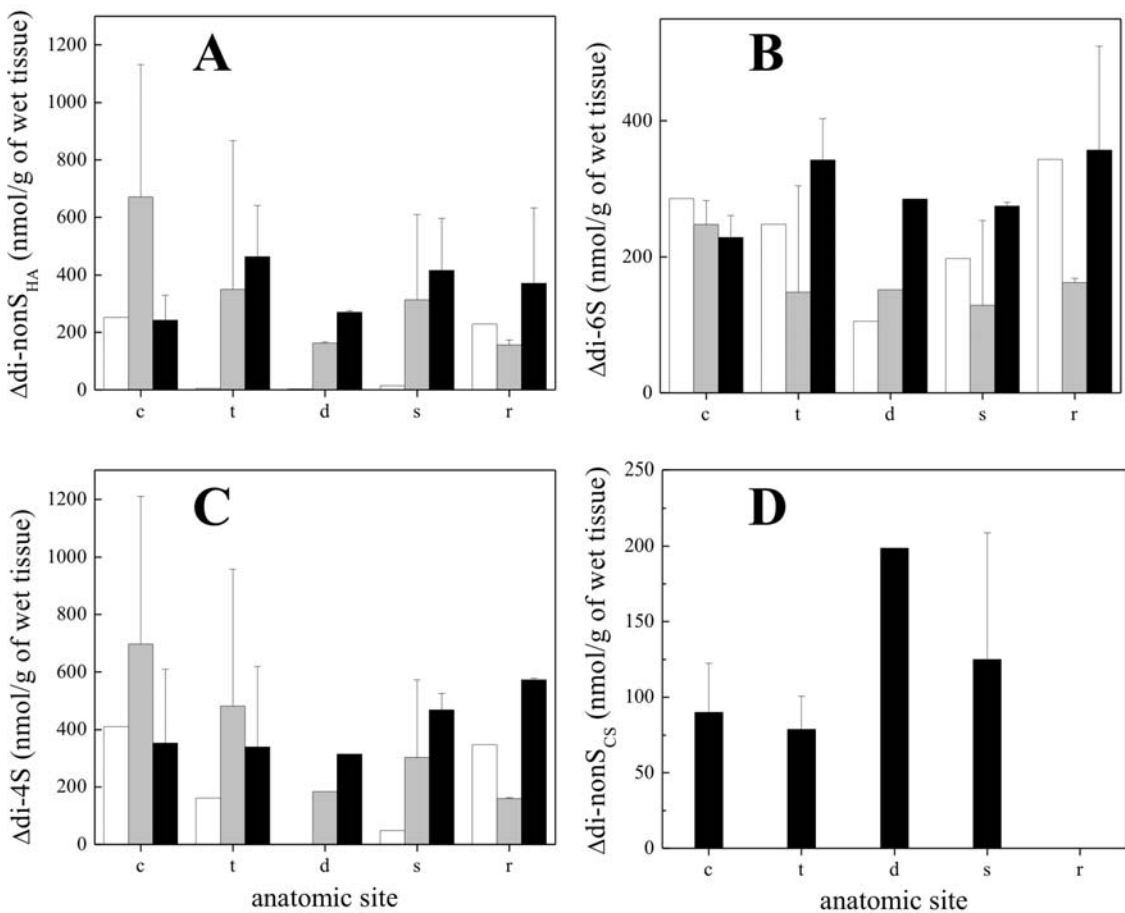 A
Δdi-nonS_HA (nmol/g of wet tissue)
1200
1000
800
600
400
200
0
c t d s r
B
Δdi-6S (nmol/g of wet tissue)
400
200
0
c t d s r
C
Δdi-4S (nmol/g of wet tissue)
1200
1000
800
600
400
200
0
c t d s r
anatomic site
D
Δdi-nonS_CS (nmol/g of wet tissue)
250
200
150
100
50
0
c t d s r
anatomic site